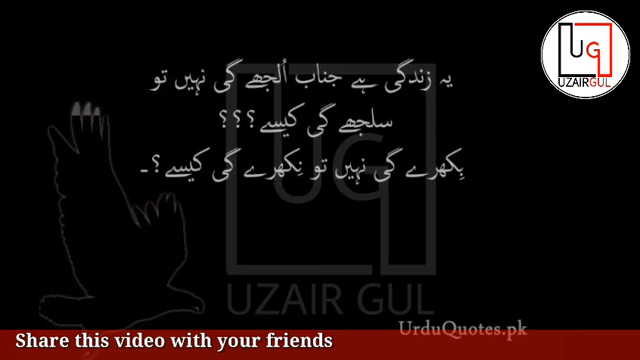 UG
UZAIRGUL
یہ زندگی ہے جناب اُلجھے گی نہیں تو
سلجھے گی کیسے؟؟؟
بِکھرے گی نہیں تو نِکھرے گی کیسے؟۔
UG
UZAIR GUL
UrduQuotes.pk
Share this video with your friends